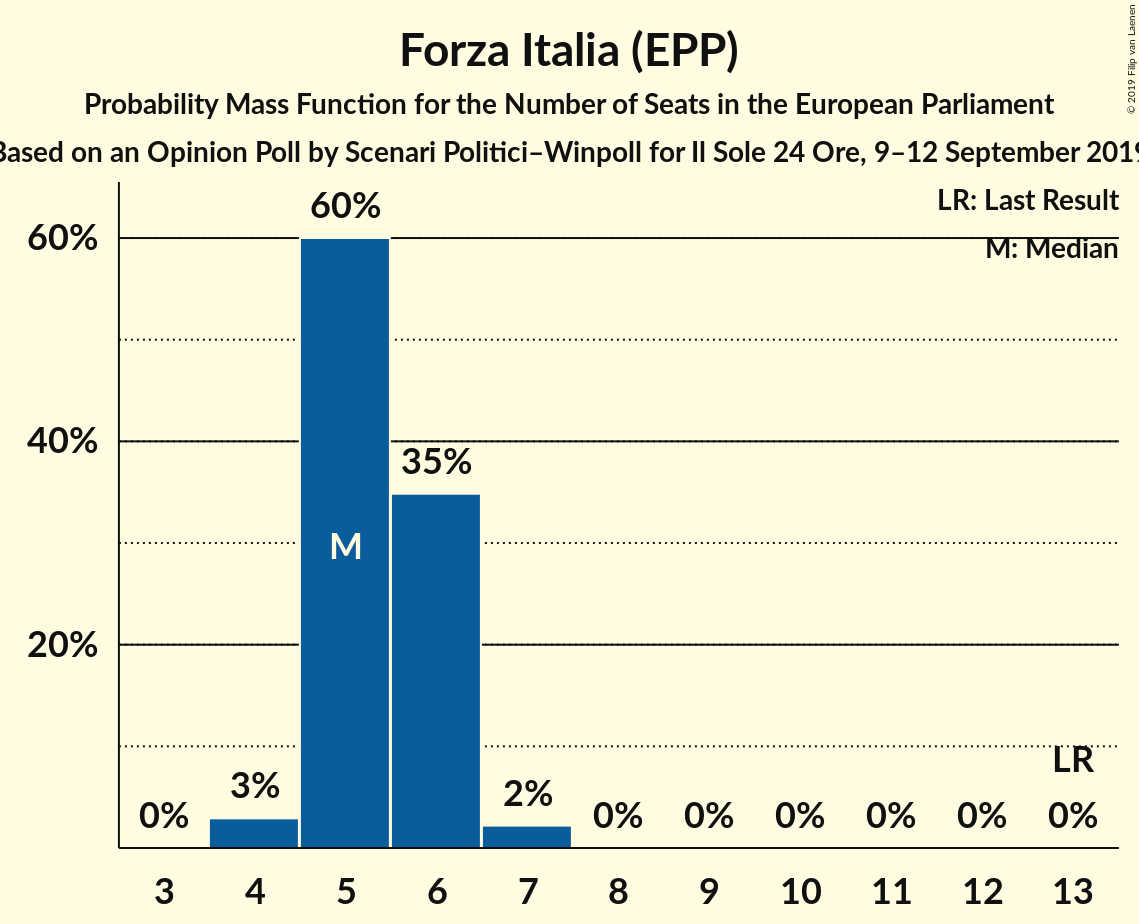 Forza Italia (EPP)
Probability Mass Function for the Number of Seats in the European Parliament
Based on an Opinion Poll by Scenari Politici–Winpoll for Il Sole 24 Ore, 9–12 September 2019
© 2019 Filip van Laenen
LR: Last Result
M: Median
60%
40%
20%
0%
3%
60%
M
35%
2%
0%
0%
0%
0%
0%
LR
0%
3 4 5 6 7 8 9 10 11 12 13